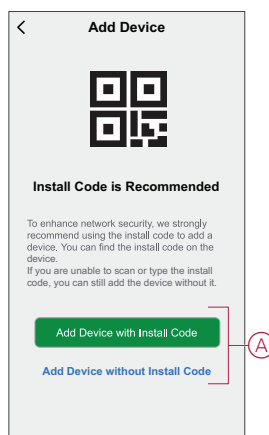 Add Device
Install Code is Recommended
To enhance network security, we strongly
recommend using the install code to add a
device. You can find the install code on the
device.
If you are unable to scan or type the install
code, you can still add the device without it.
Add Device with Install Code
A
Add Device without Install Code